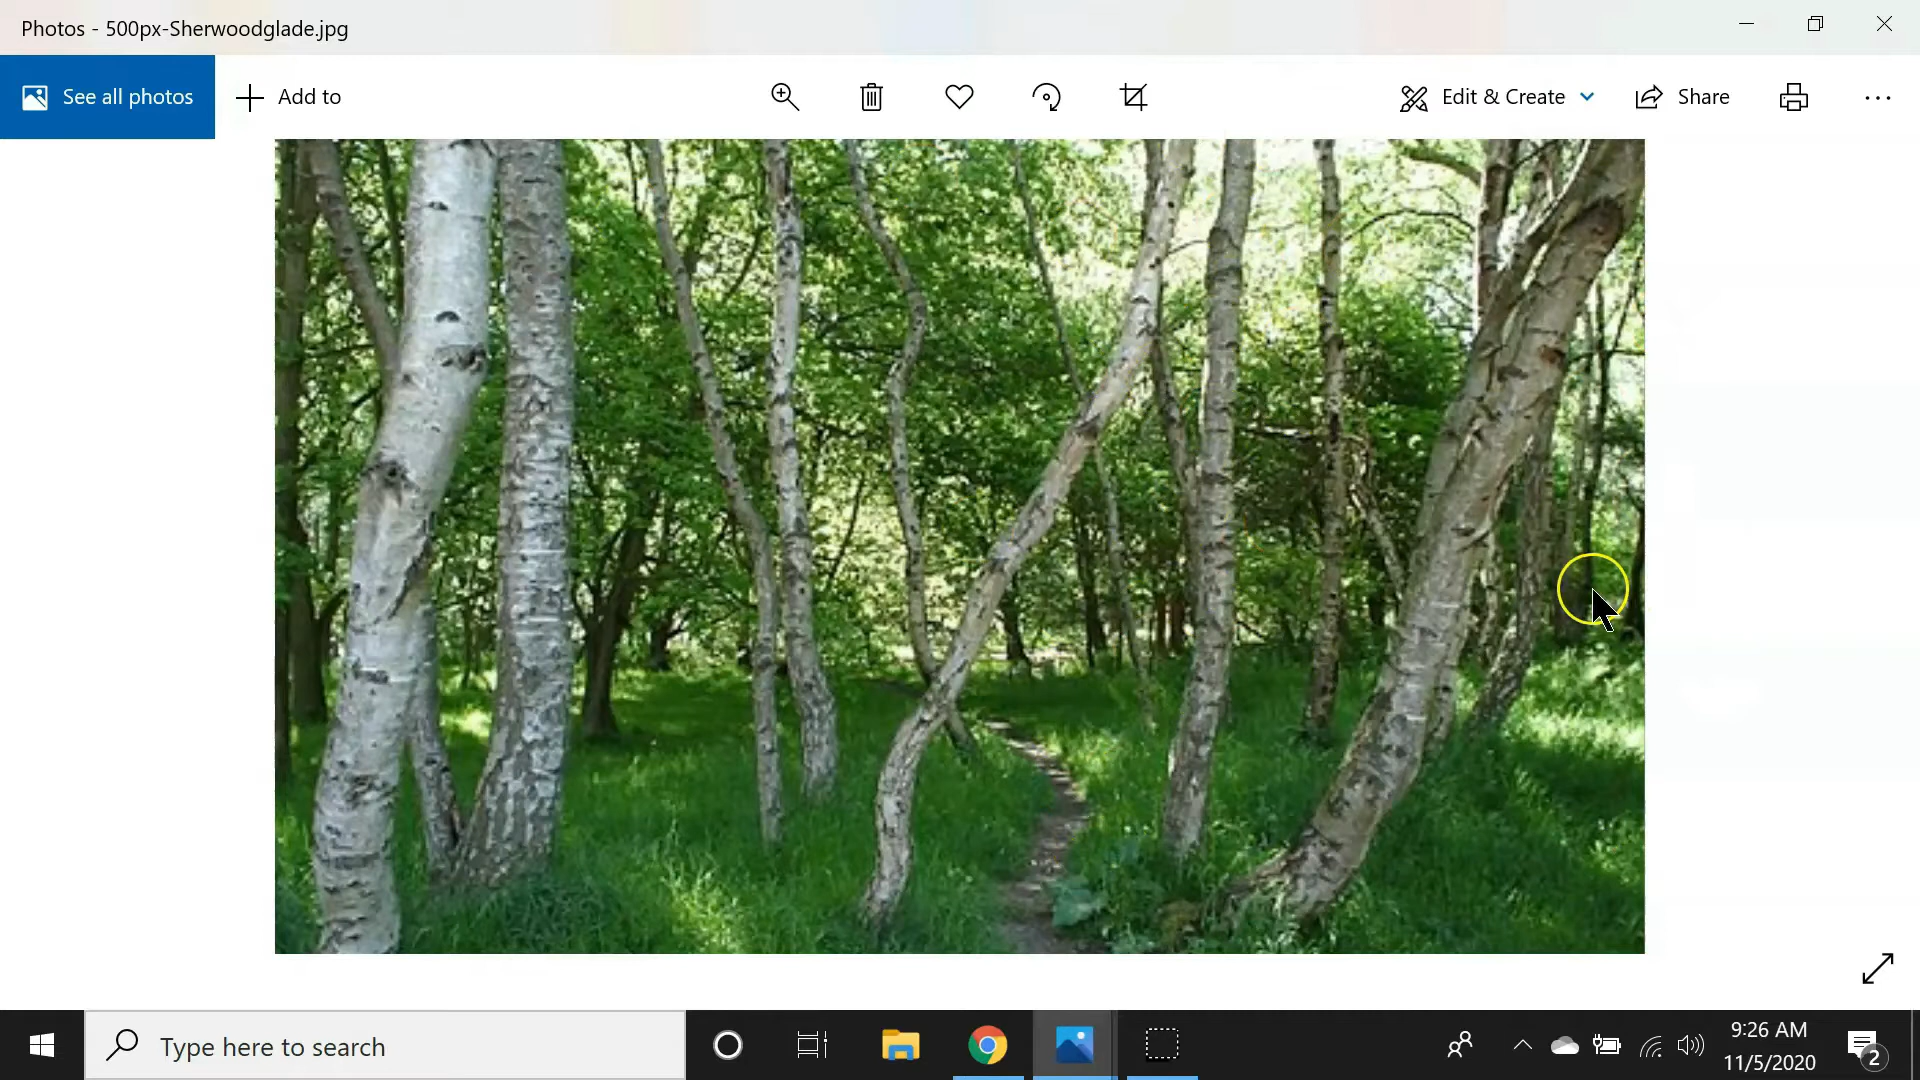 Photos - 500px-Sherwoodglade.jpg
See all photos
Add to
Edit & Create
Share
Type here to search
9:26 AM
11/5/2020
2